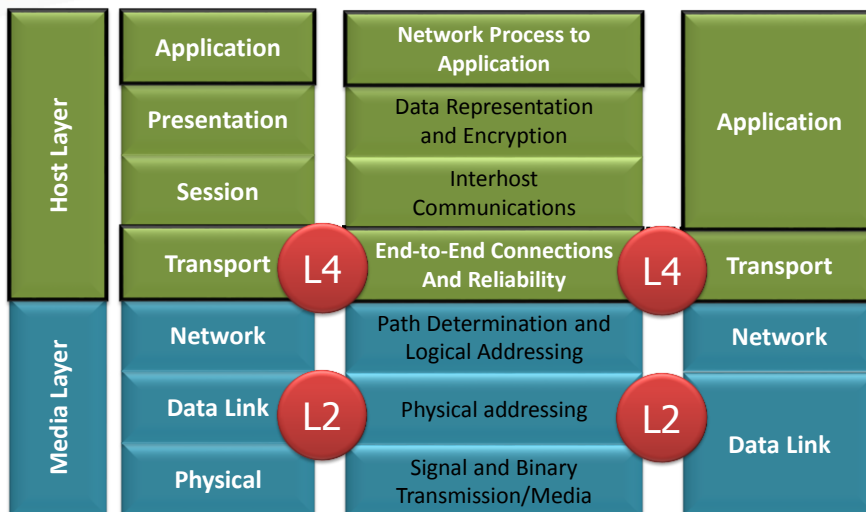 Host Layer
Media Layer
Application
Presentation
Session
Transport
Network
Data Link
Physical
Network Process to
Application
Data Representation
and Encryption
Interhost
Communications
End-to-End Connections
And Reliability
Path Determination and
Logical Addressing
Physical addressing
Signal and Binary
Transmission/Media
L4
L2
L4
L2
Application
Transport
Network
Data Link